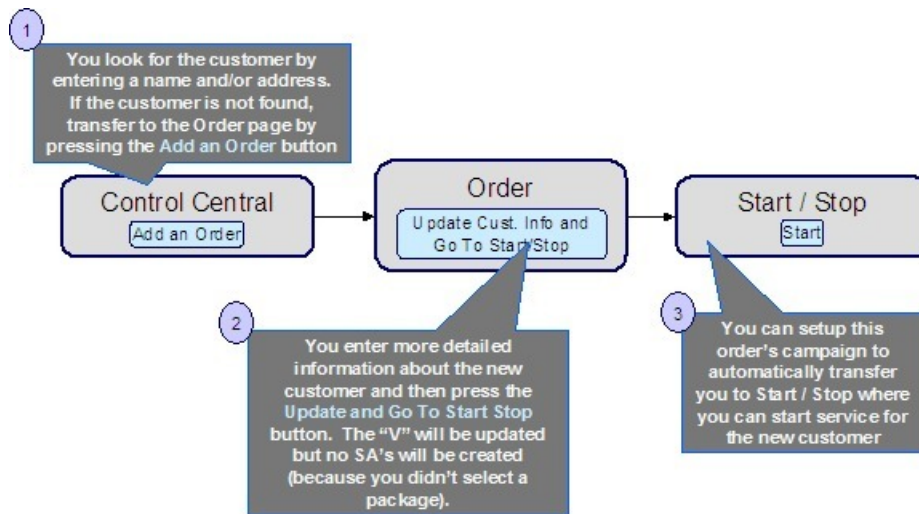 1
You look for the customer by
entering a name and/or address.
If the customer is not found,
transfer to the Order page by
pressing the Add an Order button
Control Central
Add an Order
Order
Update Cust. Info and
Go To Start/Stop
Start / Stop
Start
2
You enter more detailed
information about the new
customer and then press the
Update and Go To Start Stop
button. The “V” will be updated
but no SA’s will be created
(because you didn’t select a
package).
3
You can setup this
order’s campaign to
automatically transfer
you to Start / Stop where
you can start service for
the new customer